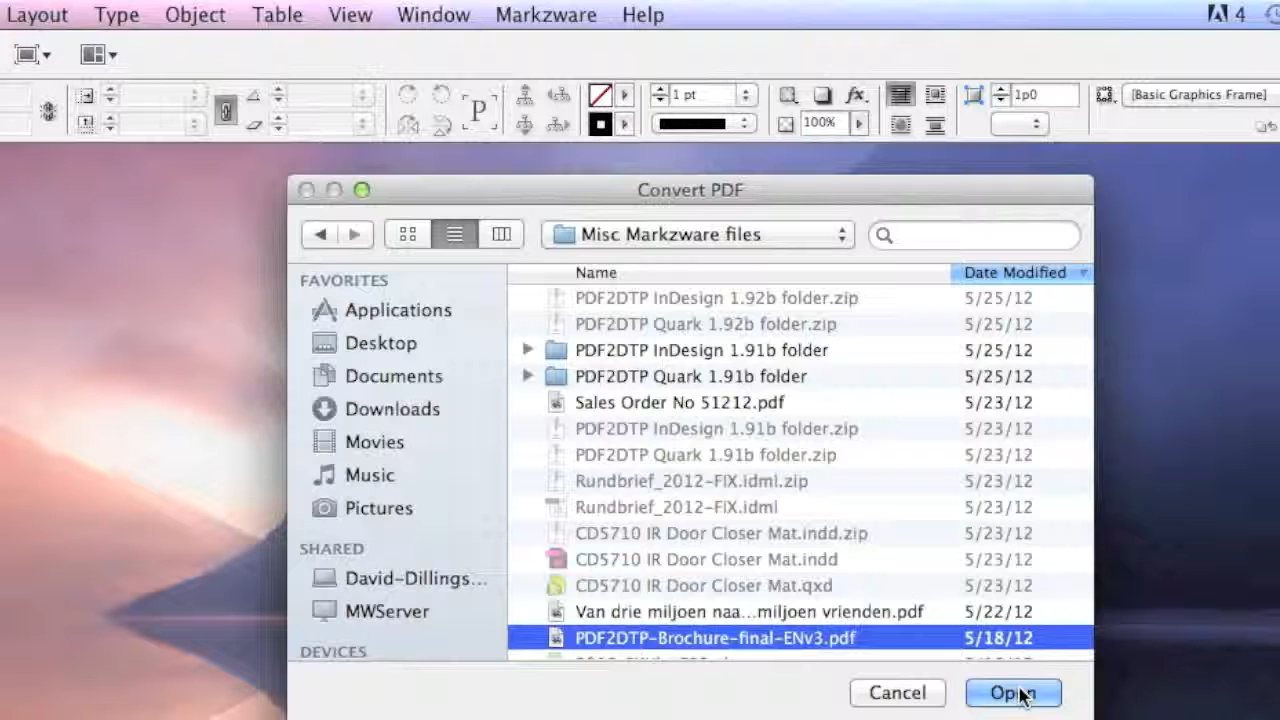 Layout Type Object Table View Window Markzware Help 4
1 pt 1p0 [Basic Graphics Frame]
P
100%
Convert PDF
Misc Markzware files
Name Date Modified
FAVORITES
Applications
Desktop
Documents
Downloads
Movies
Music
Pictures
SHARED
David-Dillings...
MWServer
DEVICES
PDF2DTP InDesign 1.92b folder.zip 5/25/12
PDF2DTP Quark 1.92b folder.zip 5/25/12
PDF2DTP InDesign 1.91b folder 5/25/12
PDF2DTP Quark 1.91b folder 5/25/12
Sales Order No 51212.pdf 5/23/12
PDF2DTP InDesign 1.91b folder.zip 5/23/12
PDF2DTP Quark 1.91b folder.zip 5/23/12
Rundbrief_2012-FIX.idml.zip 5/23/12
Rundbrief_2012-FIX.idml 5/23/12
CD5710 IR Door Closer Mat.indd.zip 5/23/12
CD5710 IR Door Closer Mat.indd 5/23/12
CD5710 IR Door Closer Mat.qxd 5/23/12
Van drie miljoen naa...miljoen vrienden.pdf 5/22/12
PDF2DTP-Brochure-final-ENv3.pdf 5/18/12
Cancel Open